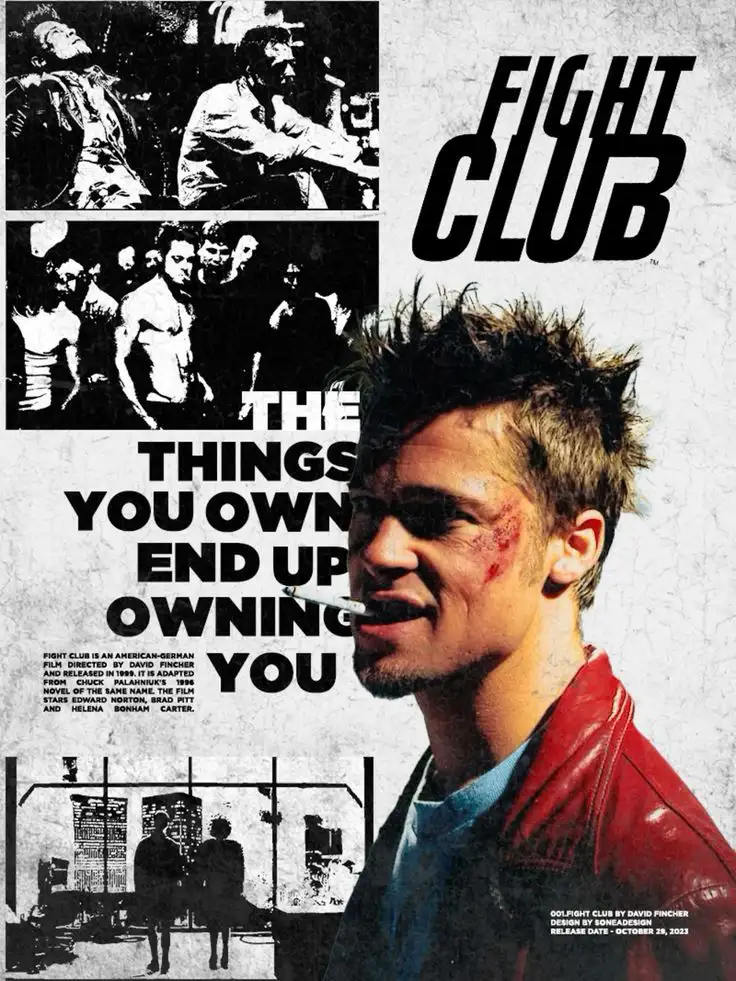 FIGHT
CLUB
TM
THE
THINGS
YOU OWN
END UP
OWNING
YOU
FIGHT CLUB IS AN AMERICAN-GERMAN
FILM DIRECTED BY DAVID FINCHER
AND RELEASED IN 1999. IT IS ADAPTED
FROM CHUCK PALAHNIUK'S 1996
NOVEL OF THE SAME NAME. THE FILM
STARS EDWARD NORTON, BRAD PITT
AND HELENA BONHAM CARTER.
001.FIGHT CLUB BY DAVID FINCHER
DESIGN BY SONEADESIGN
RELEASE DATE - OCTOBER 29, 2023